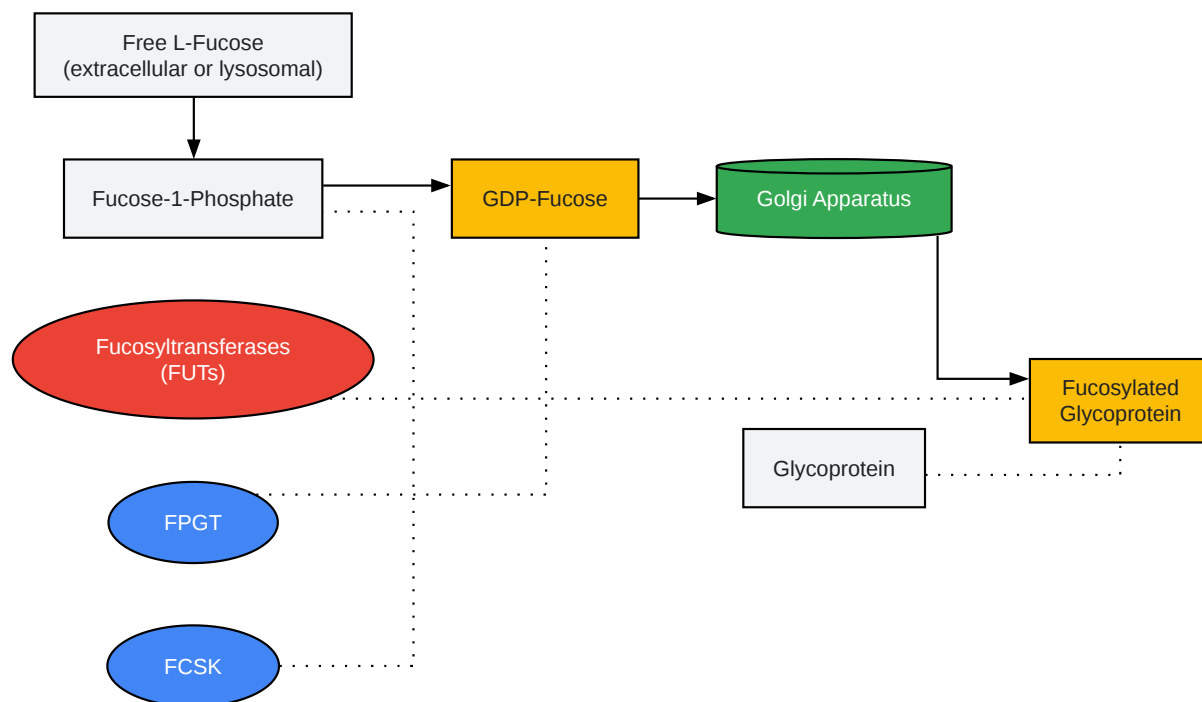 Free L-Fucose
(extracellular or lysosomal)
Fucose-1-Phosphate
GDP-Fucose
Golgi Apparatus
Fucosyltransferases
(FUTs)
Fucosylated
Glycoprotein
Glycoprotein
FPGT
FCSK